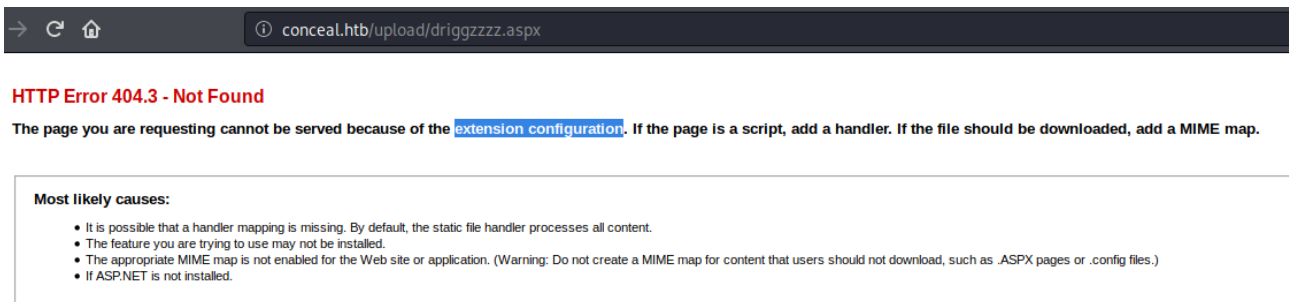 conceal.htb/upload/driggzzzz.aspx
HTTP Error 404.3 - Not Found
The page you are requesting cannot be served because of the extension configuration. If the page is a script, add a handler. If the file should be downloaded, add a MIME map.
Most likely causes:
• It is possible that a handler mapping is missing. By default, the static file handler processes all content.
• The feature you are trying to use may not be installed.
• The appropriate MIME map is not enabled for the Web site or application. (Warning: Do not create a MIME map for content that users should not download, such as .ASPX pages or .config files.)
• If ASP.NET is not installed.